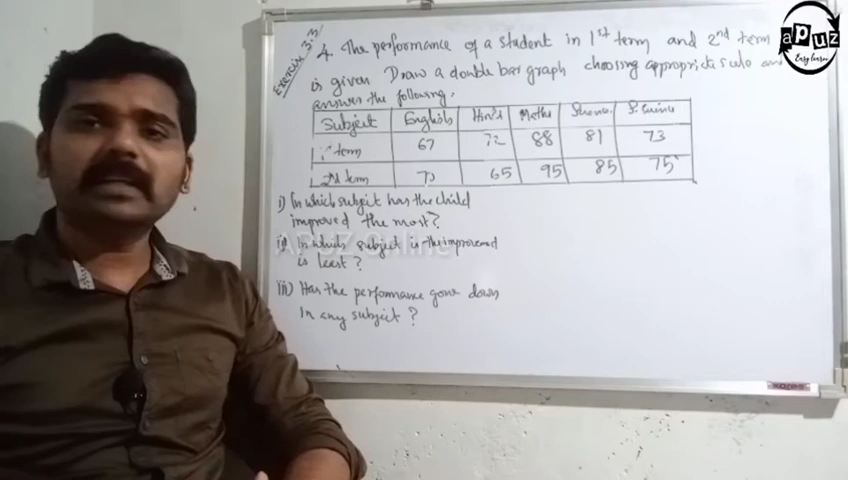 Exercise 3.3
4. The performance of a student in 1st term and 2nd term
is given Draw a double bar graph choosing appropriate scale and
answer the following.
Subject English Hindi Maths Science S. Science
1st term 67 72 88 81 73
2nd term 70 65 95 85 75
i) In which subject has the child
improved the most?
ii) In which subject is the improvement
is least?
iii) Has the performance gone down
in any subject?
APUZ Online
apuz
Easy learn
KORES